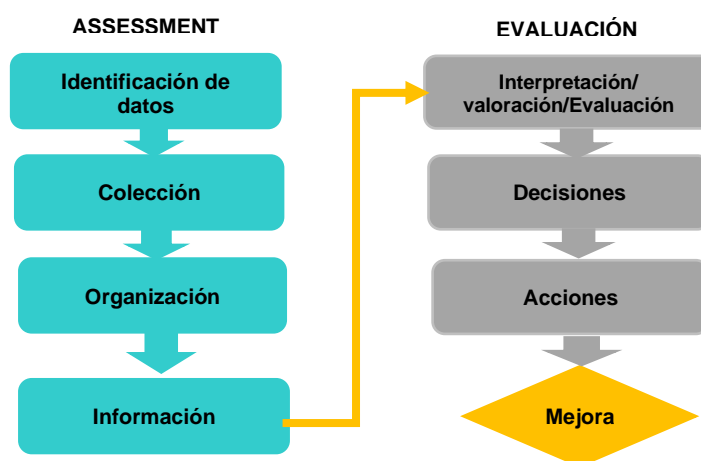 ASSESSMENT
Identificación de
datos
Colección
Organización
Información
EVALUACIÓN
Interpretación/
valoración/Evaluación
Decisiones
Acciones
Mejora